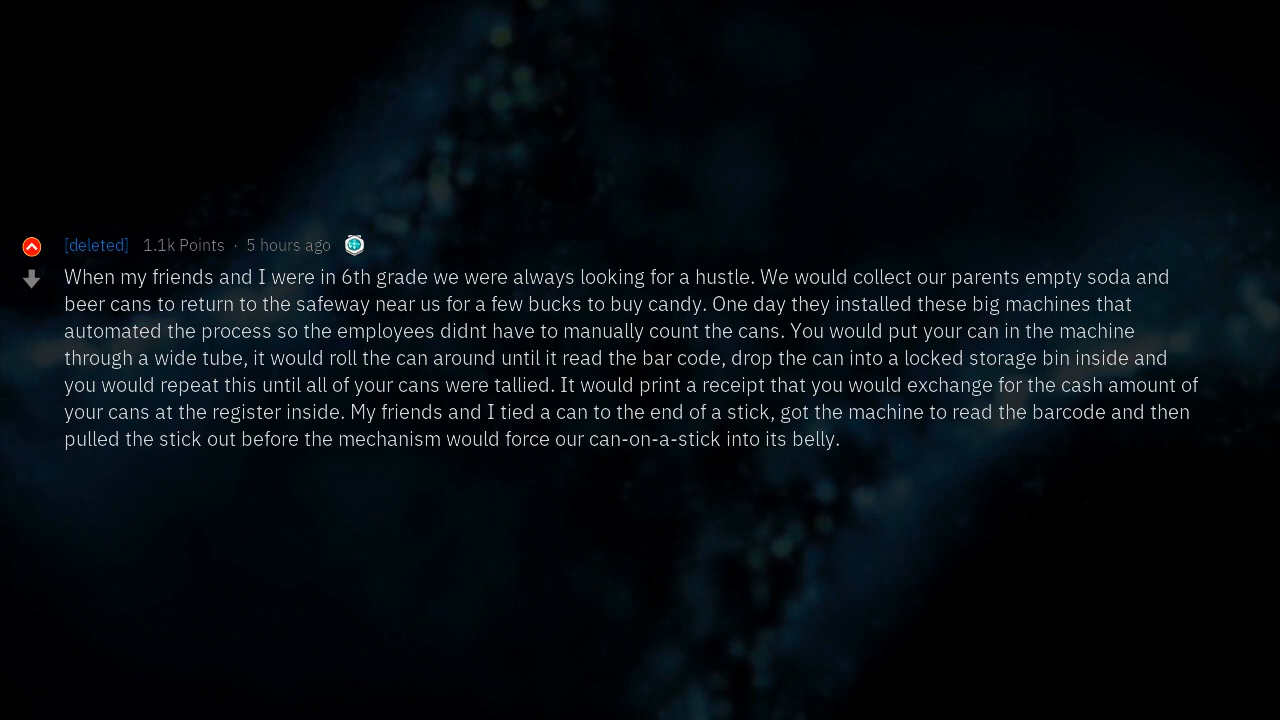 [deleted] 1.1k Points · 5 hours ago
When my friends and I were in 6th grade we were always looking for a hustle. We would collect our parents empty soda and
beer cans to return to the safeway near us for a few bucks to buy candy. One day they installed these big machines that
automated the process so the employees didnt have to manually count the cans. You would put your can in the machine
through a wide tube, it would roll the can around until it read the bar code, drop the can into a locked storage bin inside and
you would repeat this until all of your cans were tallied. It would print a receipt that you would exchange for the cash amount of
your cans at the register inside. My friends and I tied a can to the end of a stick, got the machine to read the barcode and then
pulled the stick out before the mechanism would force our can-on-a-stick into its belly.